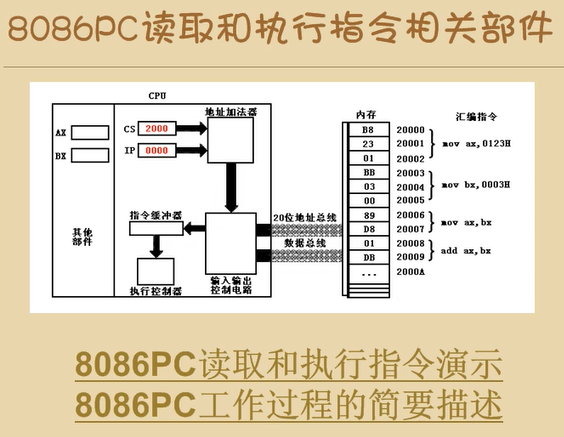 8086PC读取和执行指令相关部件
CPU
地址加法器
内存
汇编指令
AX
BX
CS 2000
IP 0000
其他
部件
指令缓冲器
执行控制器
输入输出
控制电路
20位地址总线
数据总线
B8 20000
23 20001 mov ax,0123H
01 20002
BB 20003
03 20004 mov bx,0003H
00 20005
89 20006
D8 20007 mov ax,bx
01 20008
DB 20009 add ax,bx
... 2000A
8086PC读取和执行指令演示
8086PC工作过程的简要描述